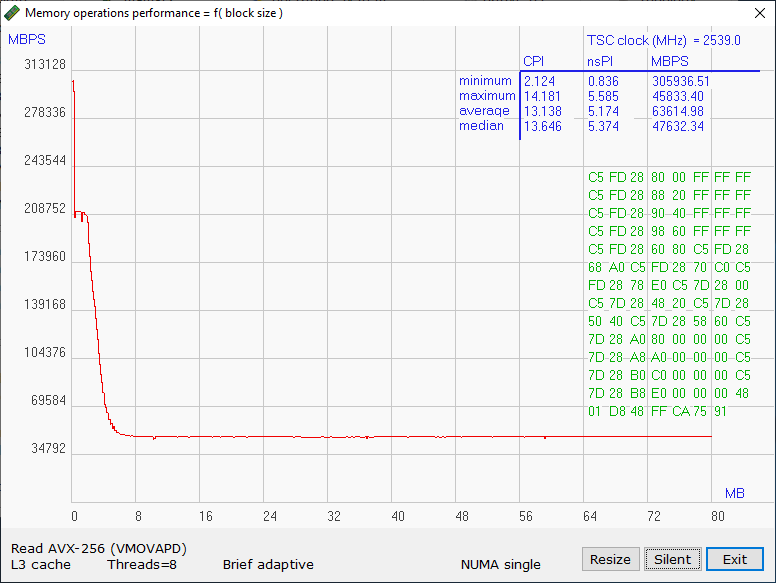 Memory operations performance = f( block size )
MBPS
TSC clock (MHz) = 2539.0
CPI nsPI MBPS
minimum 2.124 0.836 305936.51
maximum 14.181 5.585 45833.40
average 13.138 5.174 63614.98
median 13.646 5.374 47632.34
313128
278336
243544
208752
173960
139168
104376
69584
34792
C5 FD 28 80 00 FF FF FF
C5 FD 28 88 20 FF FF FF
C5 FD 28 90 40 FF FF FF
C5 FD 28 98 60 FF FF FF
C5 FD 28 60 80 C5 FD 28
68 A0 C5 FD 28 70 C0 C5
FD 28 78 E0 C5 7D 28 00
C5 7D 28 48 20 C5 7D 28
50 40 C5 7D 28 58 60 C5
7D 28 A0 80 00 00 00 C5
7D 28 A8 A0 00 00 00 C5
7D 28 B0 C0 00 00 00 C5
7D 28 B8 E0 00 00 00 48
01 D8 48 FF CA 75 91
MB
0 8 16 24 32 40 48 56 64 72 80
Read AVX-256 (VMOVAPD)
L3 cache Threads=8 Brief adaptive NUMA single
Resize Silent Exit